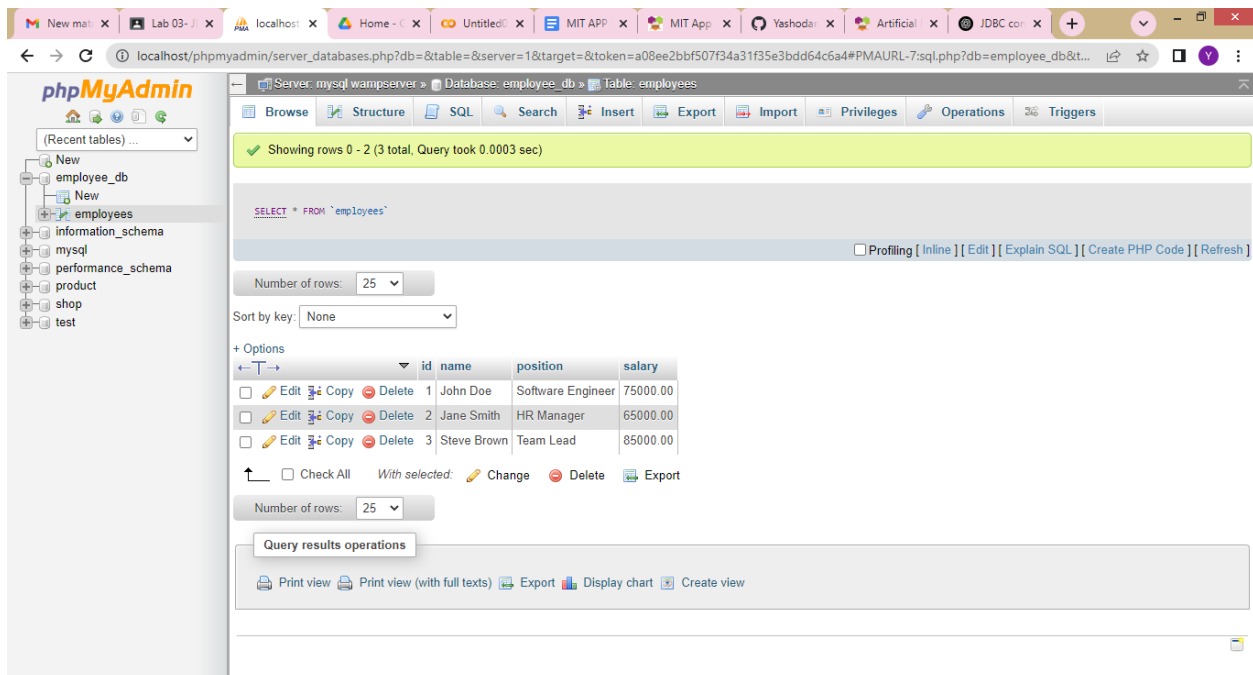 New mat Lab 03- J localhost Home - Untitled MIT APP MIT App Yashodar Artificial JDBC con
localhost/phpmyadmin/server_databases.php?db=&table=&server=1&target=&token=a08ee2bbf507f34a31f35e3bdd64c6a4#PMAURL-7:sql.php?db=employee_db&t...
Y
phpMyAdmin
(Recent tables) ...
New
employee_db
New
employees
information_schema
mysql
performance_schema
product
shop
test
Server: mysql wampserver » Database: employee_db » Table: employees
Browse Structure SQL Search Insert Export Import Privileges Operations Triggers
Showing rows 0 - 2 (3 total, Query took 0.0003 sec)
SELECT * FROM `employees`
Profiling [ Inline ] [ Edit ] [ Explain SQL ] [ Create PHP Code ] [ Refresh ]
Number of rows: 25
Sort by key: None
+ Options
←T→ id name position salary
Edit Copy Delete 1 John Doe Software Engineer 75000.00
Edit Copy Delete 2 Jane Smith HR Manager 65000.00
Edit Copy Delete 3 Steve Brown Team Lead 85000.00
Check All With selected: Change Delete Export
Number of rows: 25
Query results operations
Print view Print view (with full texts) Export Display chart Create view